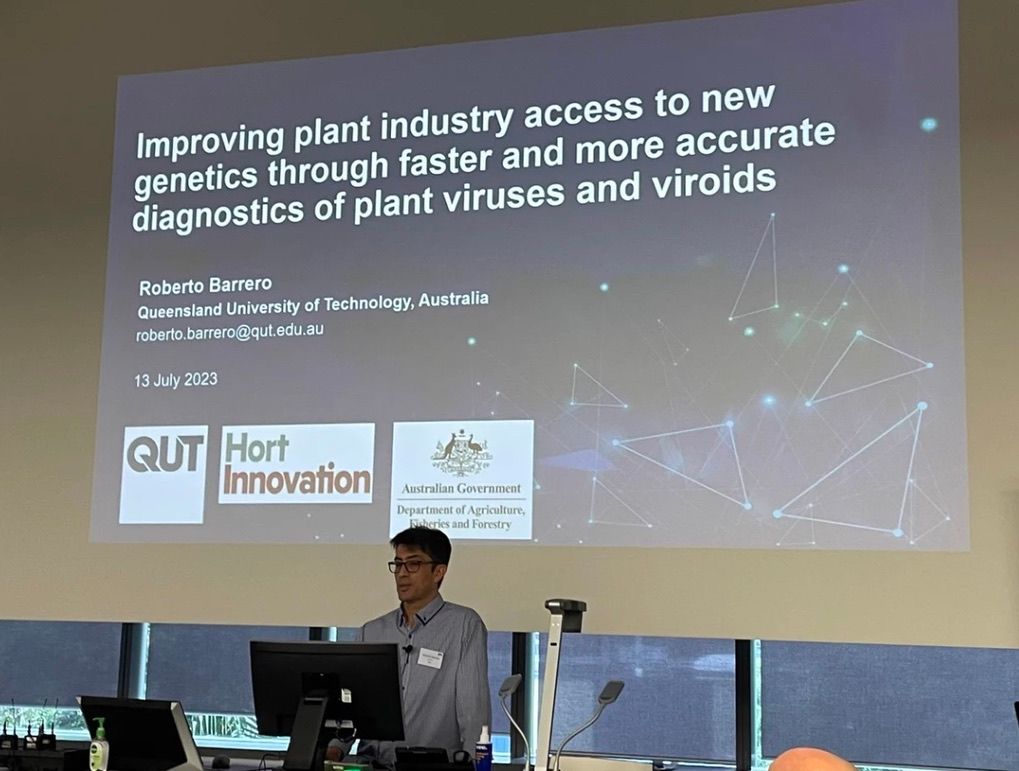 Improving plant industry access to new
genetics through faster and more accurate
diagnostics of plant viruses and viroids
Roberto Barrero
Queensland University of Technology, Australia
roberto.barrero@qut.edu.au
13 July 2023
QUT
Hort
Innovation
Australian Government
Department of Agriculture,
Fisheries and Forestry